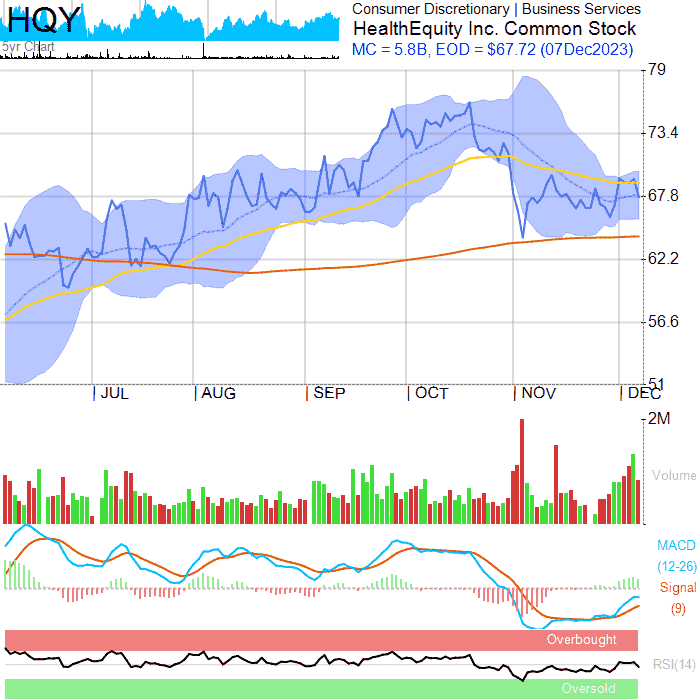 HQY
5yr Chart
Consumer Discretionary | Business Services
HealthEquity Inc. Common Stock
MC = 5.8B, EOD = $67.72 (07Dec2023)
79
73.4
67.8
62.2
56.6
51
JUL AUG SEP OCT NOV DEC
2M
Volume
MACD
(12-26)
Signal
(9)
Overbought
RSI(14)
Oversold